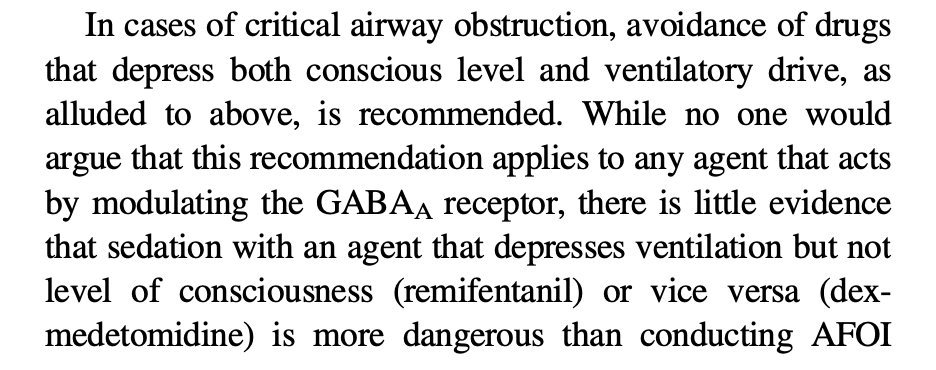 In cases of critical airway obstruction, avoidance of drugs
that depress both conscious level and ventilatory drive, as
alluded to above, is recommended. While no one would
argue that this recommendation applies to any agent that acts
by modulating the GABAA receptor, there is little evidence
that sedation with an agent that depresses ventilation but not
level of consciousness (remifentanil) or vice versa (dex-
medetomidine) is more dangerous than conducting AFOI